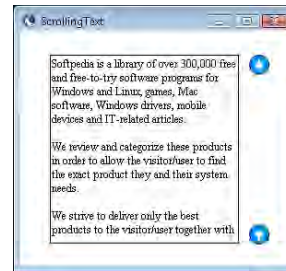 ScrollingText
Softpedia is a library of over 300,000 free
and free-to-try software programs for
Windows and Linux, games, Mac
software, Windows drivers, mobile
devices and IT-related articles.
We review and categorize these products
in order to allow the visitor/user to find
the exact product they and their system
needs.
We strive to deliver only the best
products to the visitor/user together with